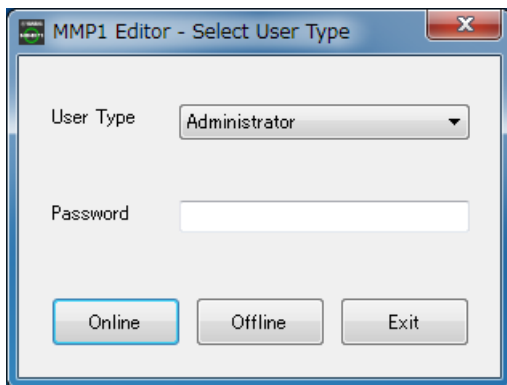 MMP1 Editor - Select User Type
User Type
Administrator
Password
Online
Offline
Exit